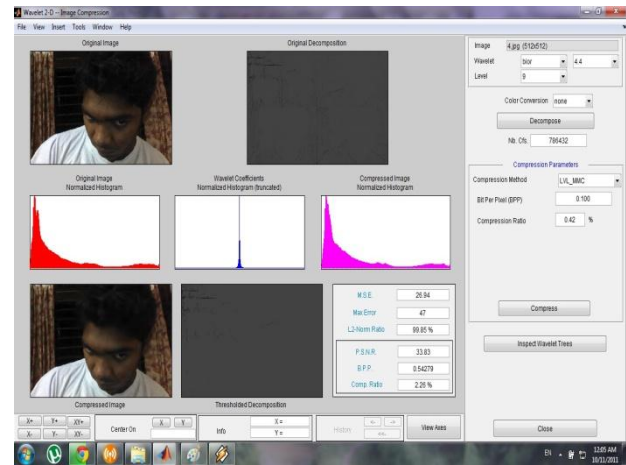 Wavelet 2-D -- Image Compression
File View Insert Tools Window Help
Original Image
Original Decomposition
Original Image
Normalized Histogram
Wavelet Coefficients
Normalized Histogram (truncated)
Compressed Image
Normalized Histogram
M.S.E. 26.94
Max Error 47
L2-Norm Ratio 99.85 %
P.S.N.R. 33.83
B.P.P. 0.54279
Comp. Ratio 2.26 %
Compressed Image
Thresholded Decomposition
X+ Y+ XY+
X- Y- XY-
Center On X Y
Info X = Y =
History <- -> <<-
View Axes
Image 4.jpg (512x512)
Wavelet bior 4.4
Level 9
Color Conversion none
Decompose
Nb. Cfs. 786432
Compression Parameters
Compression Method LVL_MMC
Bit Per Pixel (BPP) 0.100
Compression Ratio 0.42 %
Compress
Inspect Wavelet Trees
Close
EN 12:05 AM
10/11/2011